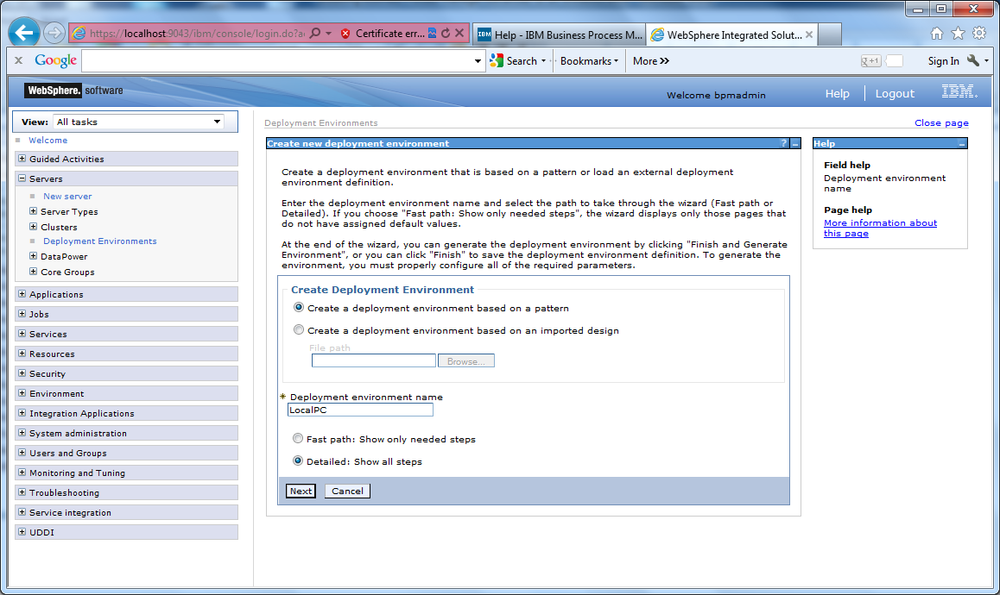 https://localhost:9043/ibm/console/login.do?a
Certificate err...
IBM Help - IBM Business Process M...
WebSphere Integrated Solut...
x Google
Search
Bookmarks
More >>
g +1
Sign In
WebSphere. software
Welcome bpmadmin
Help
Logout
IBM.
View: All tasks
Welcome
Guided Activities
Servers
New server
Server Types
Clusters
Deployment Environments
DataPower
Core Groups
Applications
Jobs
Services
Resources
Security
Environment
Integration Applications
System administration
Users and Groups
Monitoring and Tuning
Troubleshooting
Service integration
UDDI
Deployment Environments
Close page
Create new deployment environment
?
Create a deployment environment that is based on a pattern or load an external deployment
environment definition.
Enter the deployment environment name and select the path to take through the wizard (Fast path or
Detailed). If you choose "Fast path: Show only needed steps", the wizard displays only those pages that
do not have assigned default values.
At the end of the wizard, you can generate the deployment environment by clicking "Finish and Generate
Environment", or you can click "Finish" to save the deployment environment definition. To generate the
environment, you must properly configure all of the required parameters.
Create Deployment Environment
Create a deployment environment based on a pattern
Create a deployment environment based on an imported design
File path
Browse...
* Deployment environment name
LocalPC
Fast path: Show only needed steps
Detailed: Show all steps
Next
Cancel
Help
Field help
Deployment environment
name
Page help
More information about
this page